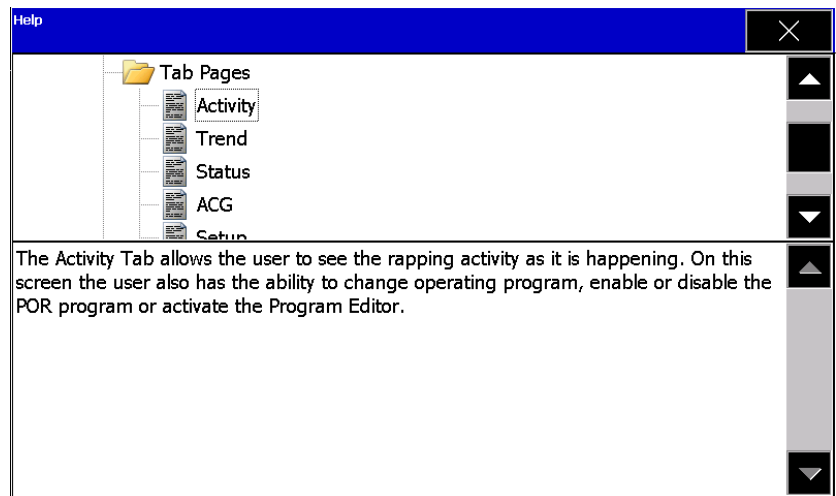 Help
Tab Pages
Activity
Trend
Status
ACG
Setup
The Activity Tab allows the user to see the rapping activity as it is happening. On this
screen the user also has the ability to change operating program, enable or disable the
POR program or activate the Program Editor.